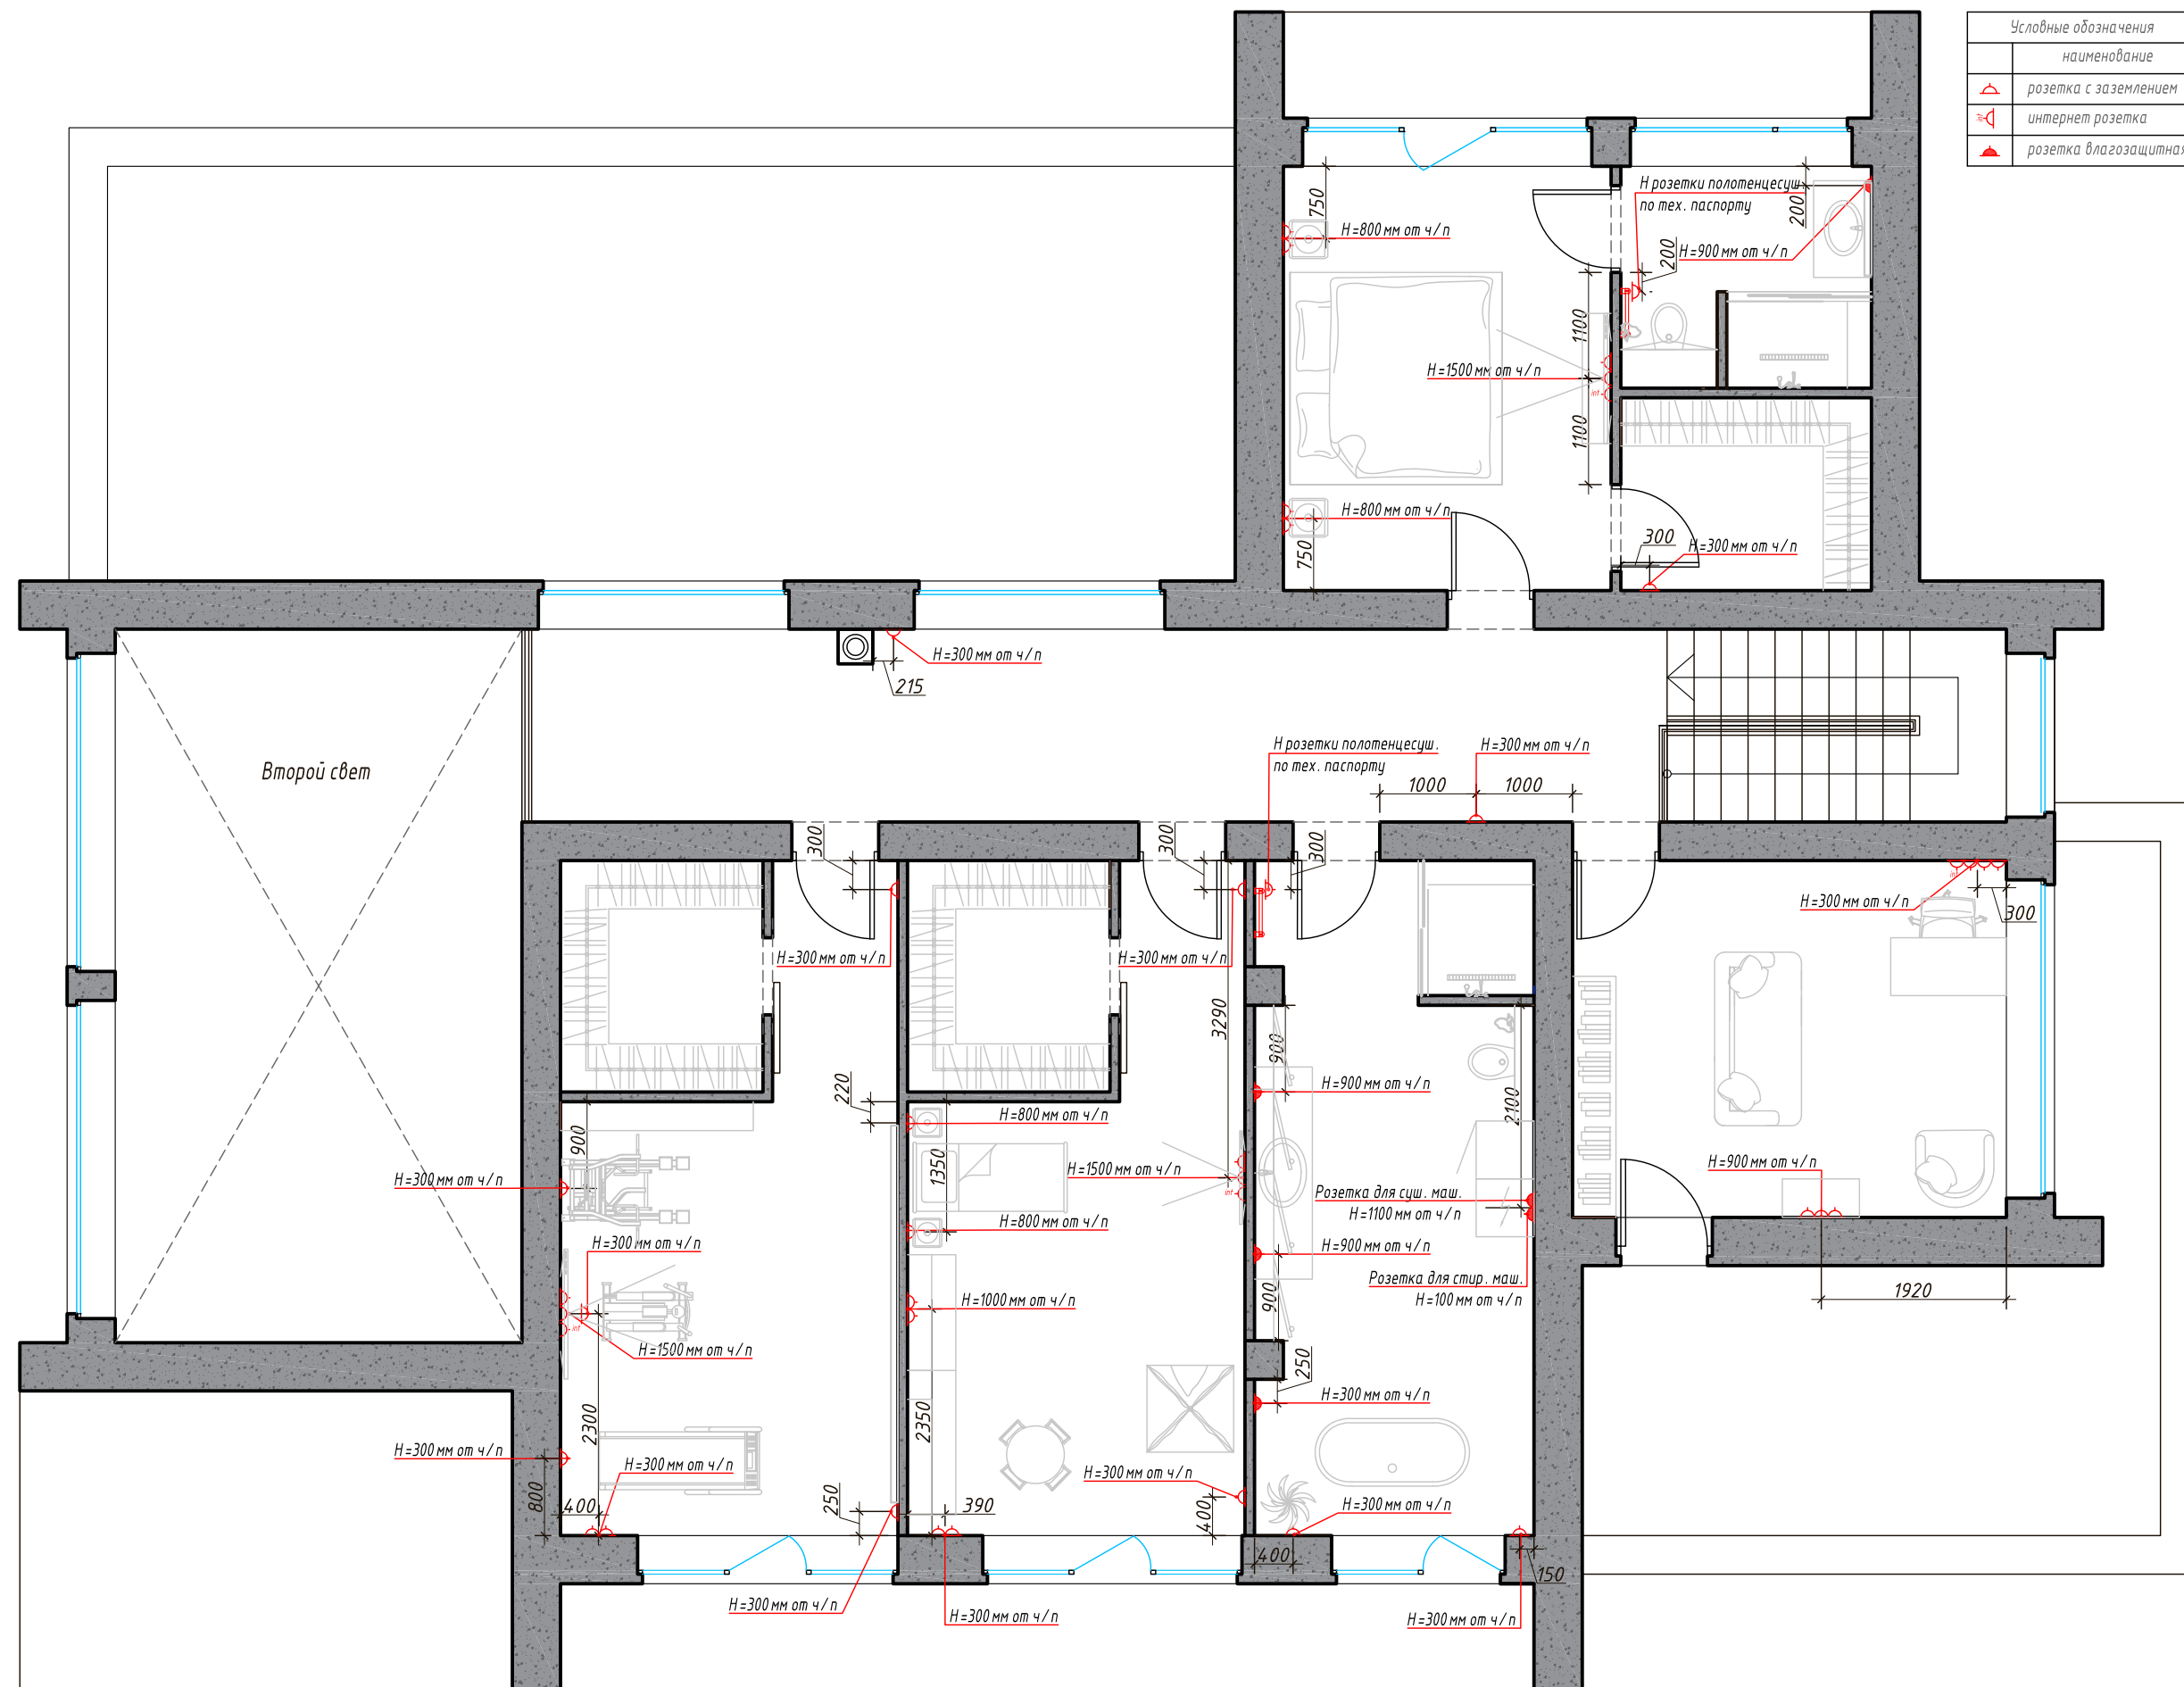 Условные обозначения
наименование
розетка с заземлением
int
интернет розетка
розетка влагозащитная
750
Н розетки полотенцесуш.
по тех. паспорту
200
H=800 мм от ч/п
H=900 мм от ч/п
200
1100
H=1500 мм от ч/п
int
1100
H=800 мм от ч/п
750
300
H=300 мм от ч/п
H=300 мм от ч/п
215
Второй свет
Н розетки полотенцесуш.
по тех. паспорту
H=300 мм от ч/п
1000
1000
300
300
300
H=300 мм от ч/п
300
H=300 мм от ч/п
H=300 мм от ч/п
3290
900
220
H=900 мм от ч/п
2100
H=800 мм от ч/п
900
1350
H=300 мм от ч/п
H=1500 мм от ч/п
int
H=900 мм от ч/п
Розетка для суш. маш.
H=1100 мм от ч/п
H=800 мм от ч/п
H=300 мм от ч/п
H=900 мм от ч/п
Розетка для стир. маш.
H=100 мм от ч/п
1920
H=1000 мм от ч/п
900
int
H=1500 мм от ч/п
250
H=300 мм от ч/п
2300
2350
H=300 мм от ч/п
H=300 мм от ч/п
H=300 мм от ч/п
800
400
250
390
400
H=300 мм от ч/п
400
150
H=300 мм от ч/п
H=300 мм от ч/п
H=300 мм от ч/п